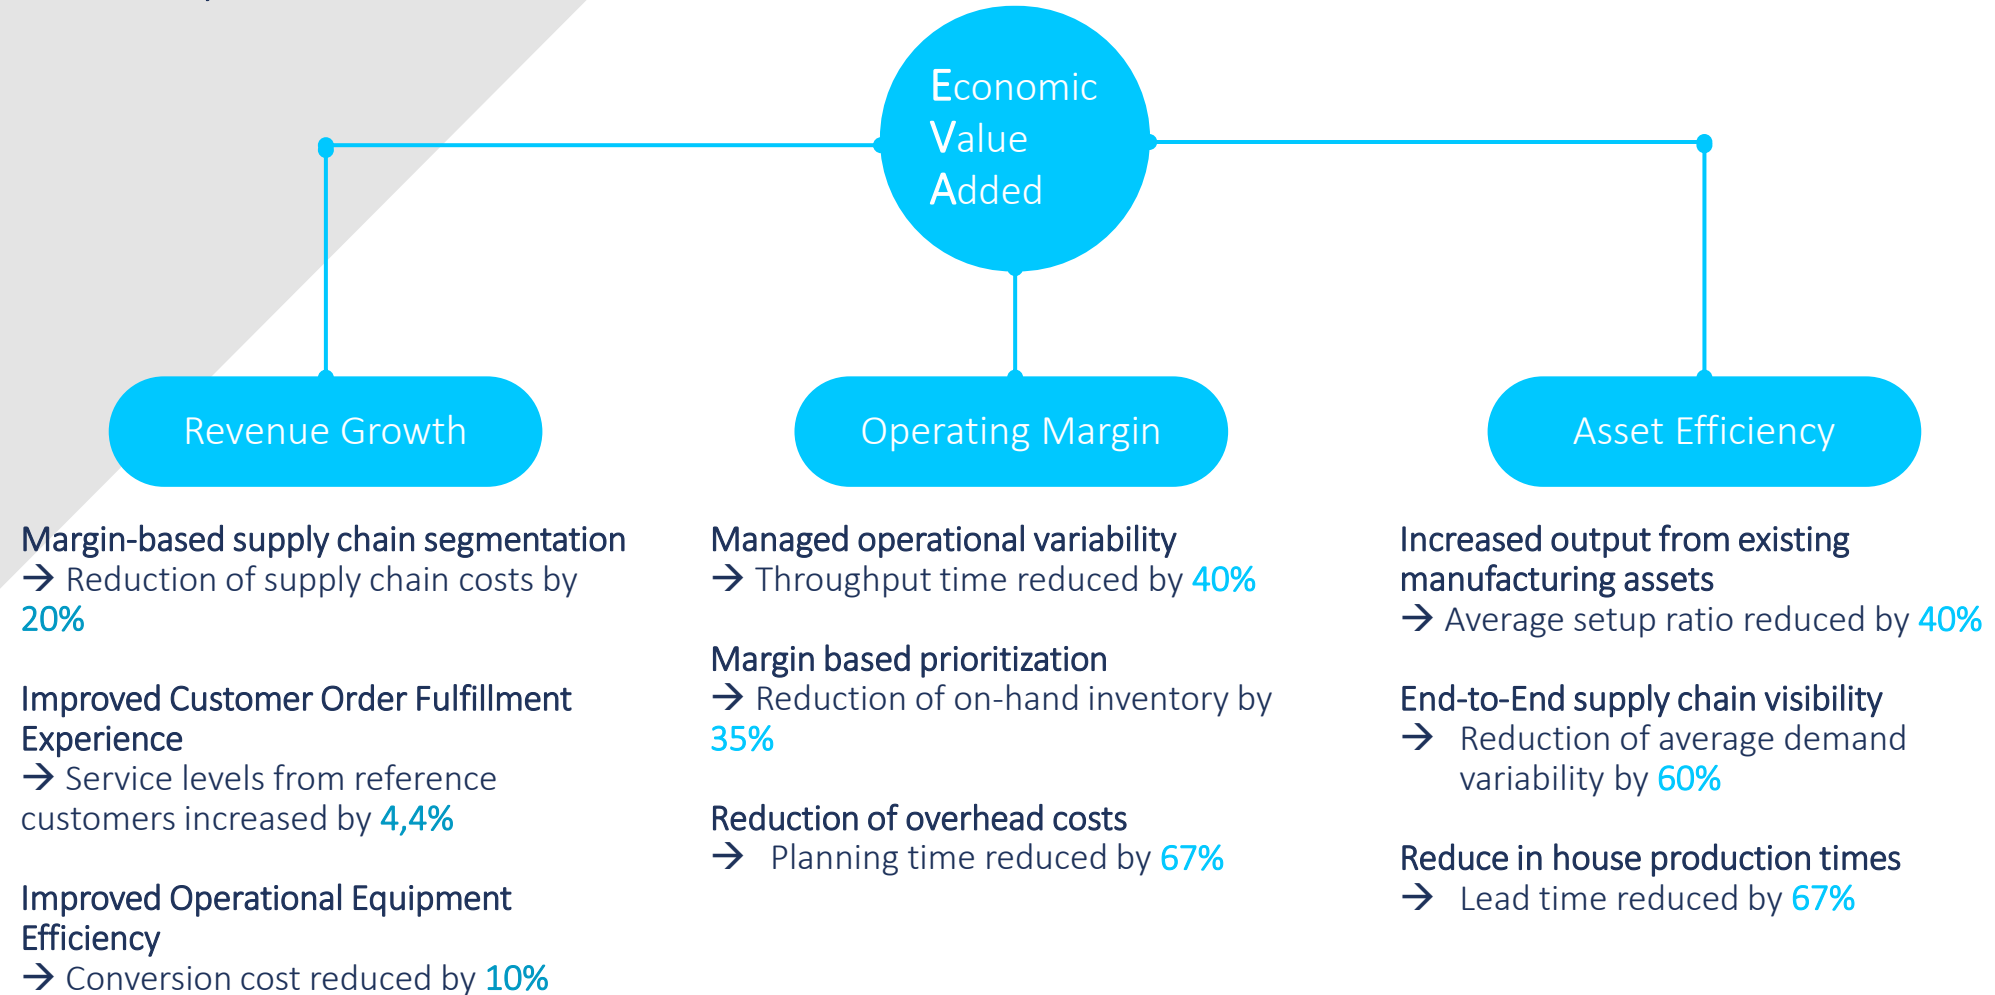 Economic
Value
Added
Revenue Growth
Operating Margin
Asset Efficiency
Margin-based supply chain segmentation
→ Reduction of supply chain costs by
20%
Improved Customer Order Fulfillment
Experience
→ Service levels from reference
customers increased by 4,4%
Improved Operational Equipment
Efficiency
→ Conversion cost reduced by 10%
Managed operational variability
→ Throughput time reduced by 40%
Margin based prioritization
→ Reduction of on-hand inventory by
35%
Reduction of overhead costs
→ Planning time reduced by 67%
Increased output from existing
manufacturing assets
→ Average setup ratio reduced by 40%
End-to-End supply chain visibility
→ Reduction of average demand
variability by 60%
Reduce in house production times
→ Lead time reduced by 67%